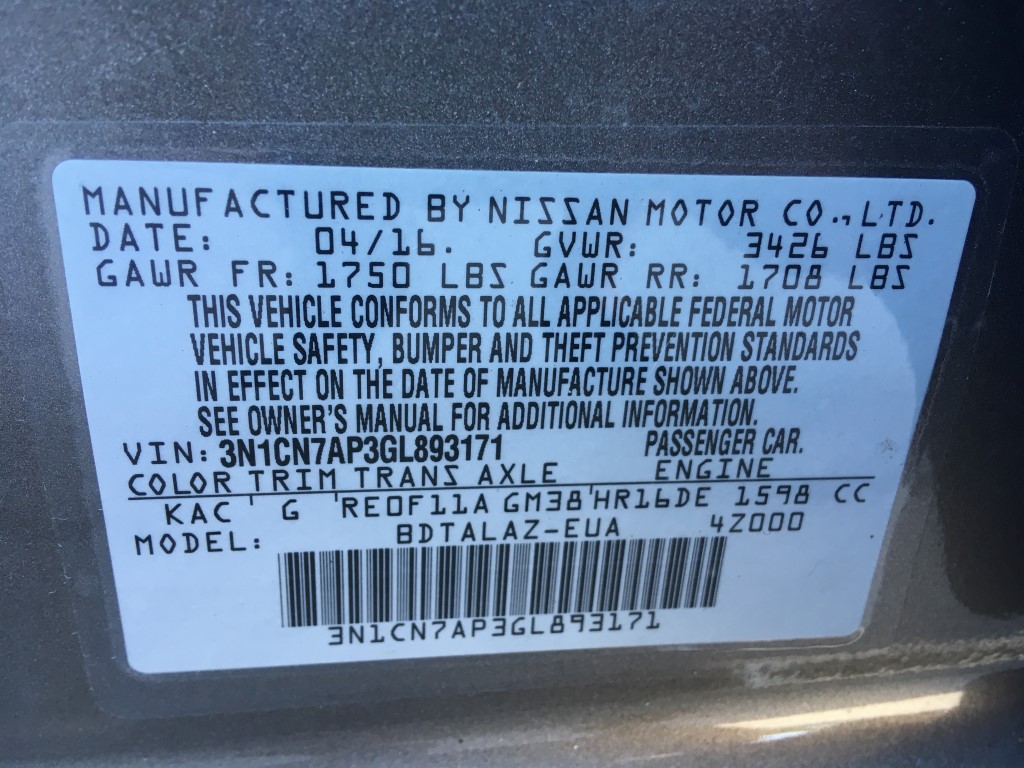 MANUFACTURED BY NISSAN MOTOR CO., LTD.
DATE: 04/16. GVWR: 3426 LBS
GAWR FR: 1750 LBS GAWR RR: 1708 LBS
THIS VEHICLE CONFORMS TO ALL APPLICABLE FEDERAL MOTOR
VEHICLE SAFETY, BUMPER AND THEFT PREVENTION STANDARDS
IN EFFECT ON THE DATE OF MANUFACTURE SHOWN ABOVE.
SEE OWNER'S MANUAL FOR ADDITIONAL INFORMATION.
VIN: 3N1CN7AP3GL893171 PASSENGER CAR.
COLOR TRIM TRANS AXLE ENGINE
KAC ' G 'RE0F11A GM38'HR16DE 1598 CC
MODEL: BDTALAZ-EUA 4Z000
3N1CN7AP3GL893171